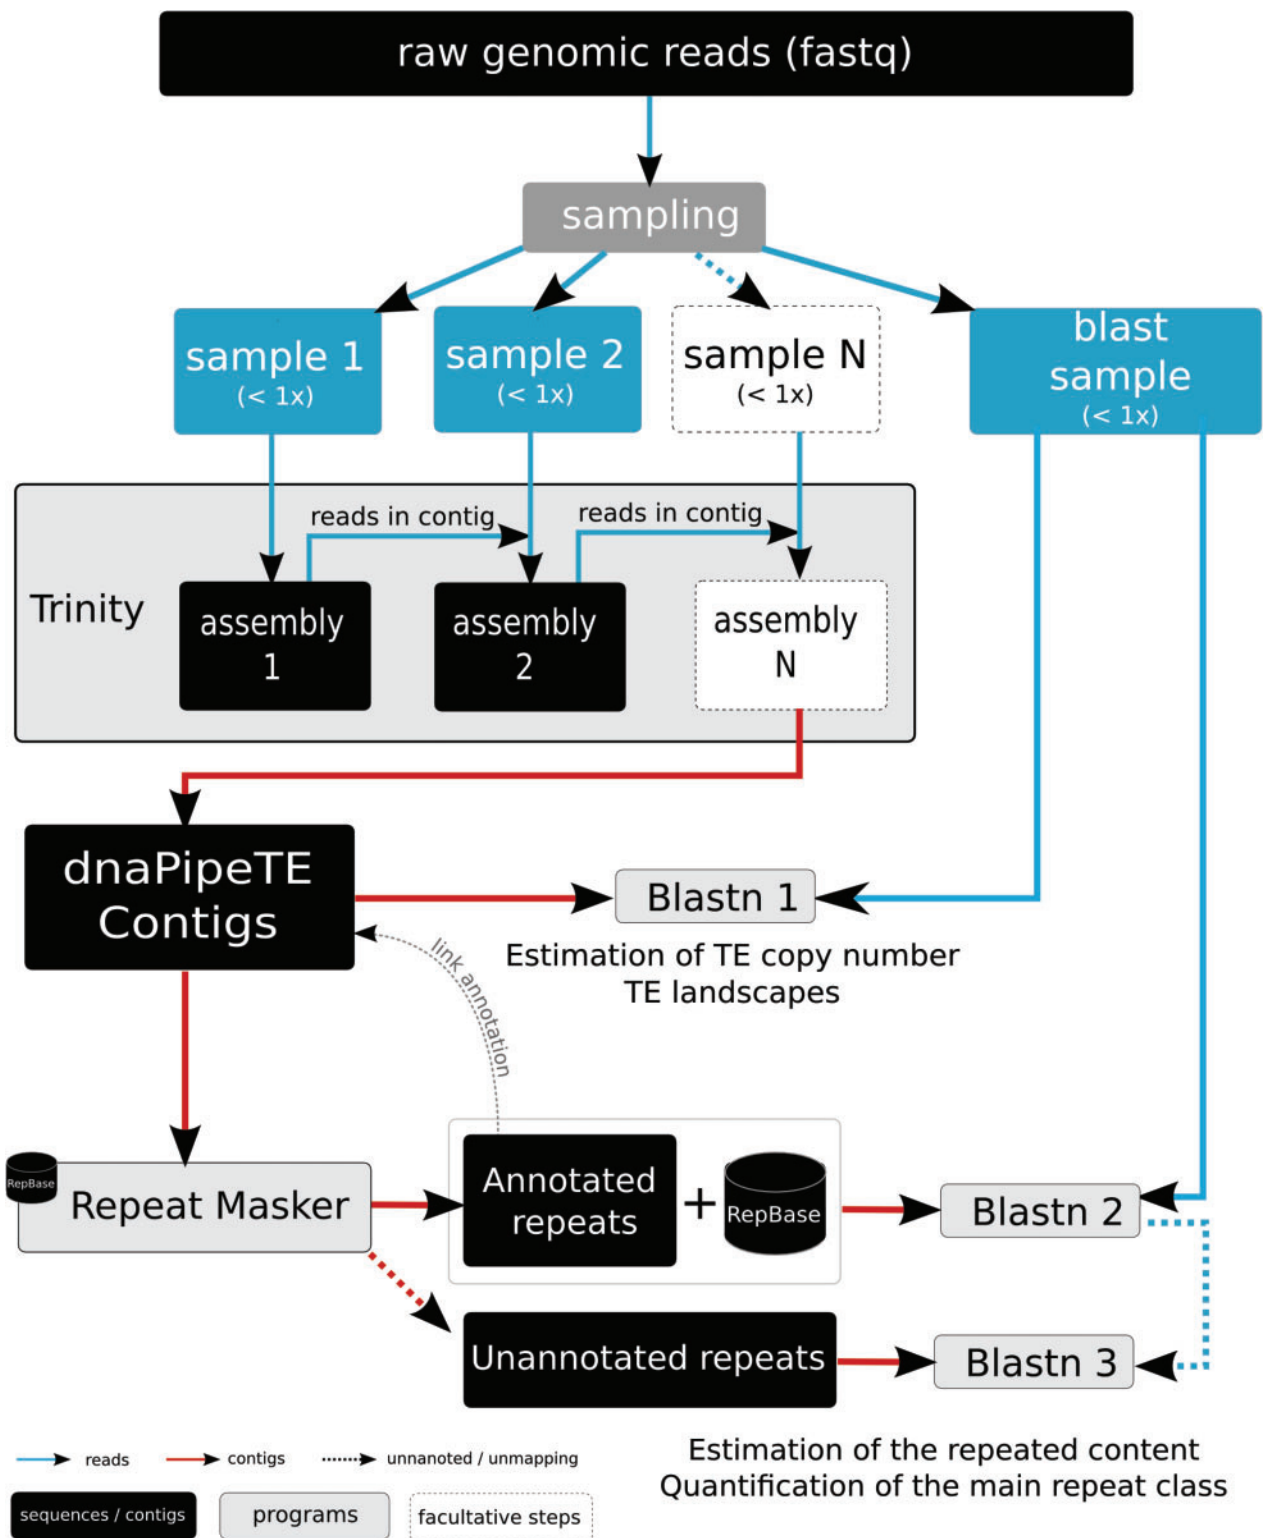 raw genomic reads (fastq)
sampling
sample 1
(< 1x)
sample 2
(< 1x)
sample N
(< 1x)
blast
sample
(< 1x)
reads in contig
reads in contig
Trinity
assembly
1
assembly
2
assembly
N
dnaPipeTE
Contigs
Blastn 1
Estimation of TE copy number
TE landscapes
link annotation
RepBase
Repeat Masker
Annotated
repeats
+
RepBase
Blastn 2
Unannotated repeats
Blastn 3
Estimation of the repeated content
Quantification of the main repeat class
reads
contigs
unnanoted / unmapping
sequences / contigs
programs
facultative steps